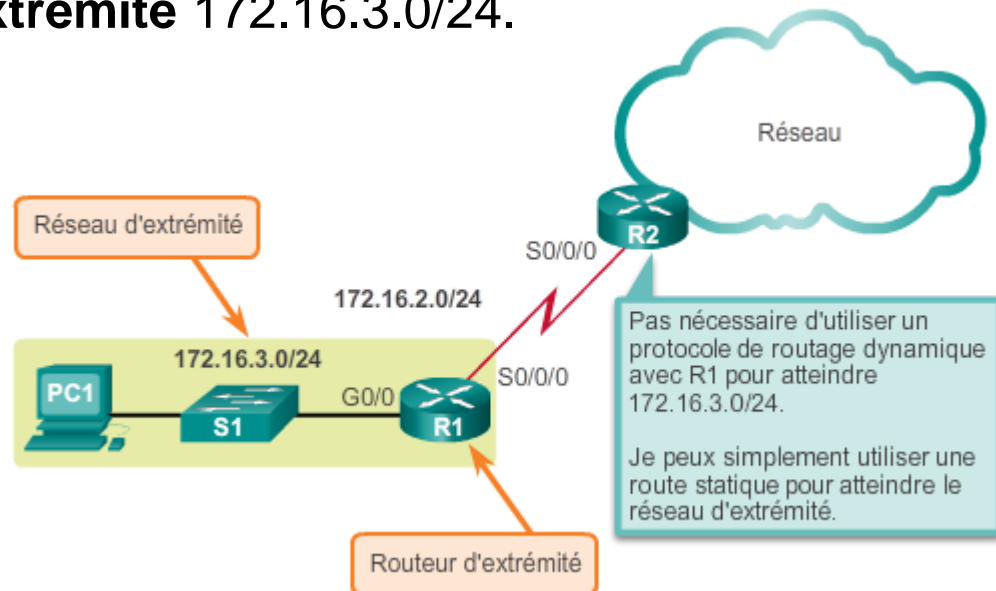 xtrémité 172.16.3.0/24.
Réseau
Réseau d'extrémité
R2
S0/0/0
172.16.2.0/24
Pas nécessaire d'utiliser un
protocole de routage dynamique
avec R1 pour atteindre
172.16.3.0/24.
Je peux simplement utiliser une
route statique pour atteindre le
réseau d'extrémité.
172.16.3.0/24
S0/0/0
PC1
G0/0
S1
R1
Routeur d'extrémité